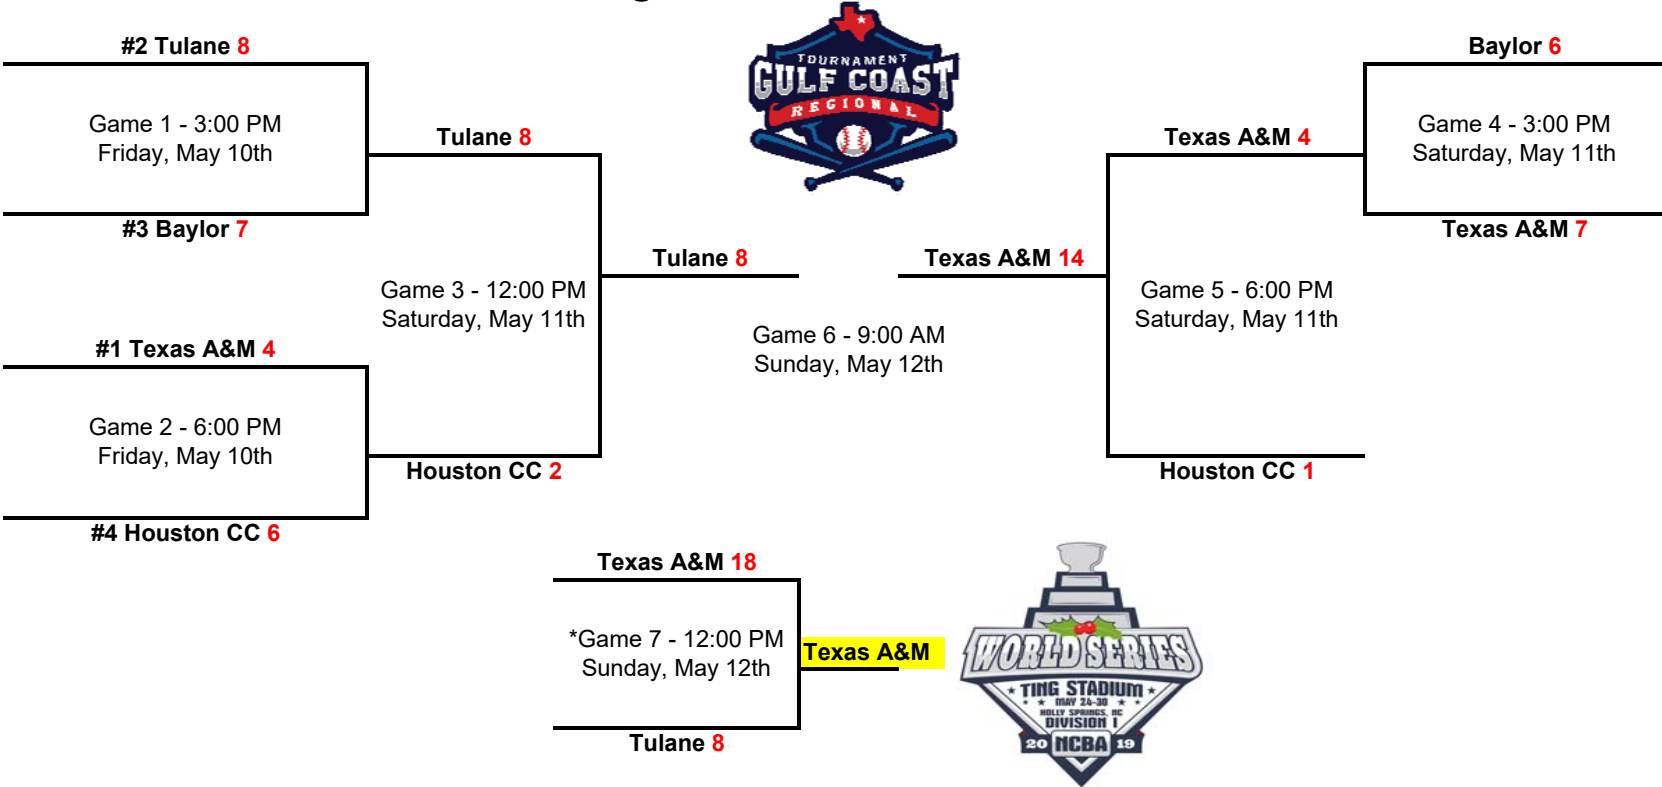 #2 Tulane 8
Game 1 - 3:00 PM
Friday, May 10th
#3 Baylor 7
Tulane 8
Game 3 - 12:00 PM
Saturday, May 11th
#1 Texas A&M 4
Game 2 - 6:00 PM
Friday, May 10th
#4 Houston CC 6
Houston CC 2
Tulane 8
TOURNAMENT
GULF COAST
REGIONAL
Game 6 - 9:00 AM
Sunday, May 12th
Texas A&M 14
Texas A&M 4
Game 5 - 6:00 PM
Saturday, May 11th
Houston CC 1
Baylor 6
Game 4 - 3:00 PM
Saturday, May 11th
Texas A&M 7
Texas A&M 18
*Game 7 - 12:00 PM
Sunday, May 12th
Tulane 8
Texas A&M
WORLD SERIES
TING STADIUM
MAY 24-30
HOLLY SPRINGS, NC
DIVISION I
20 NCBA 19